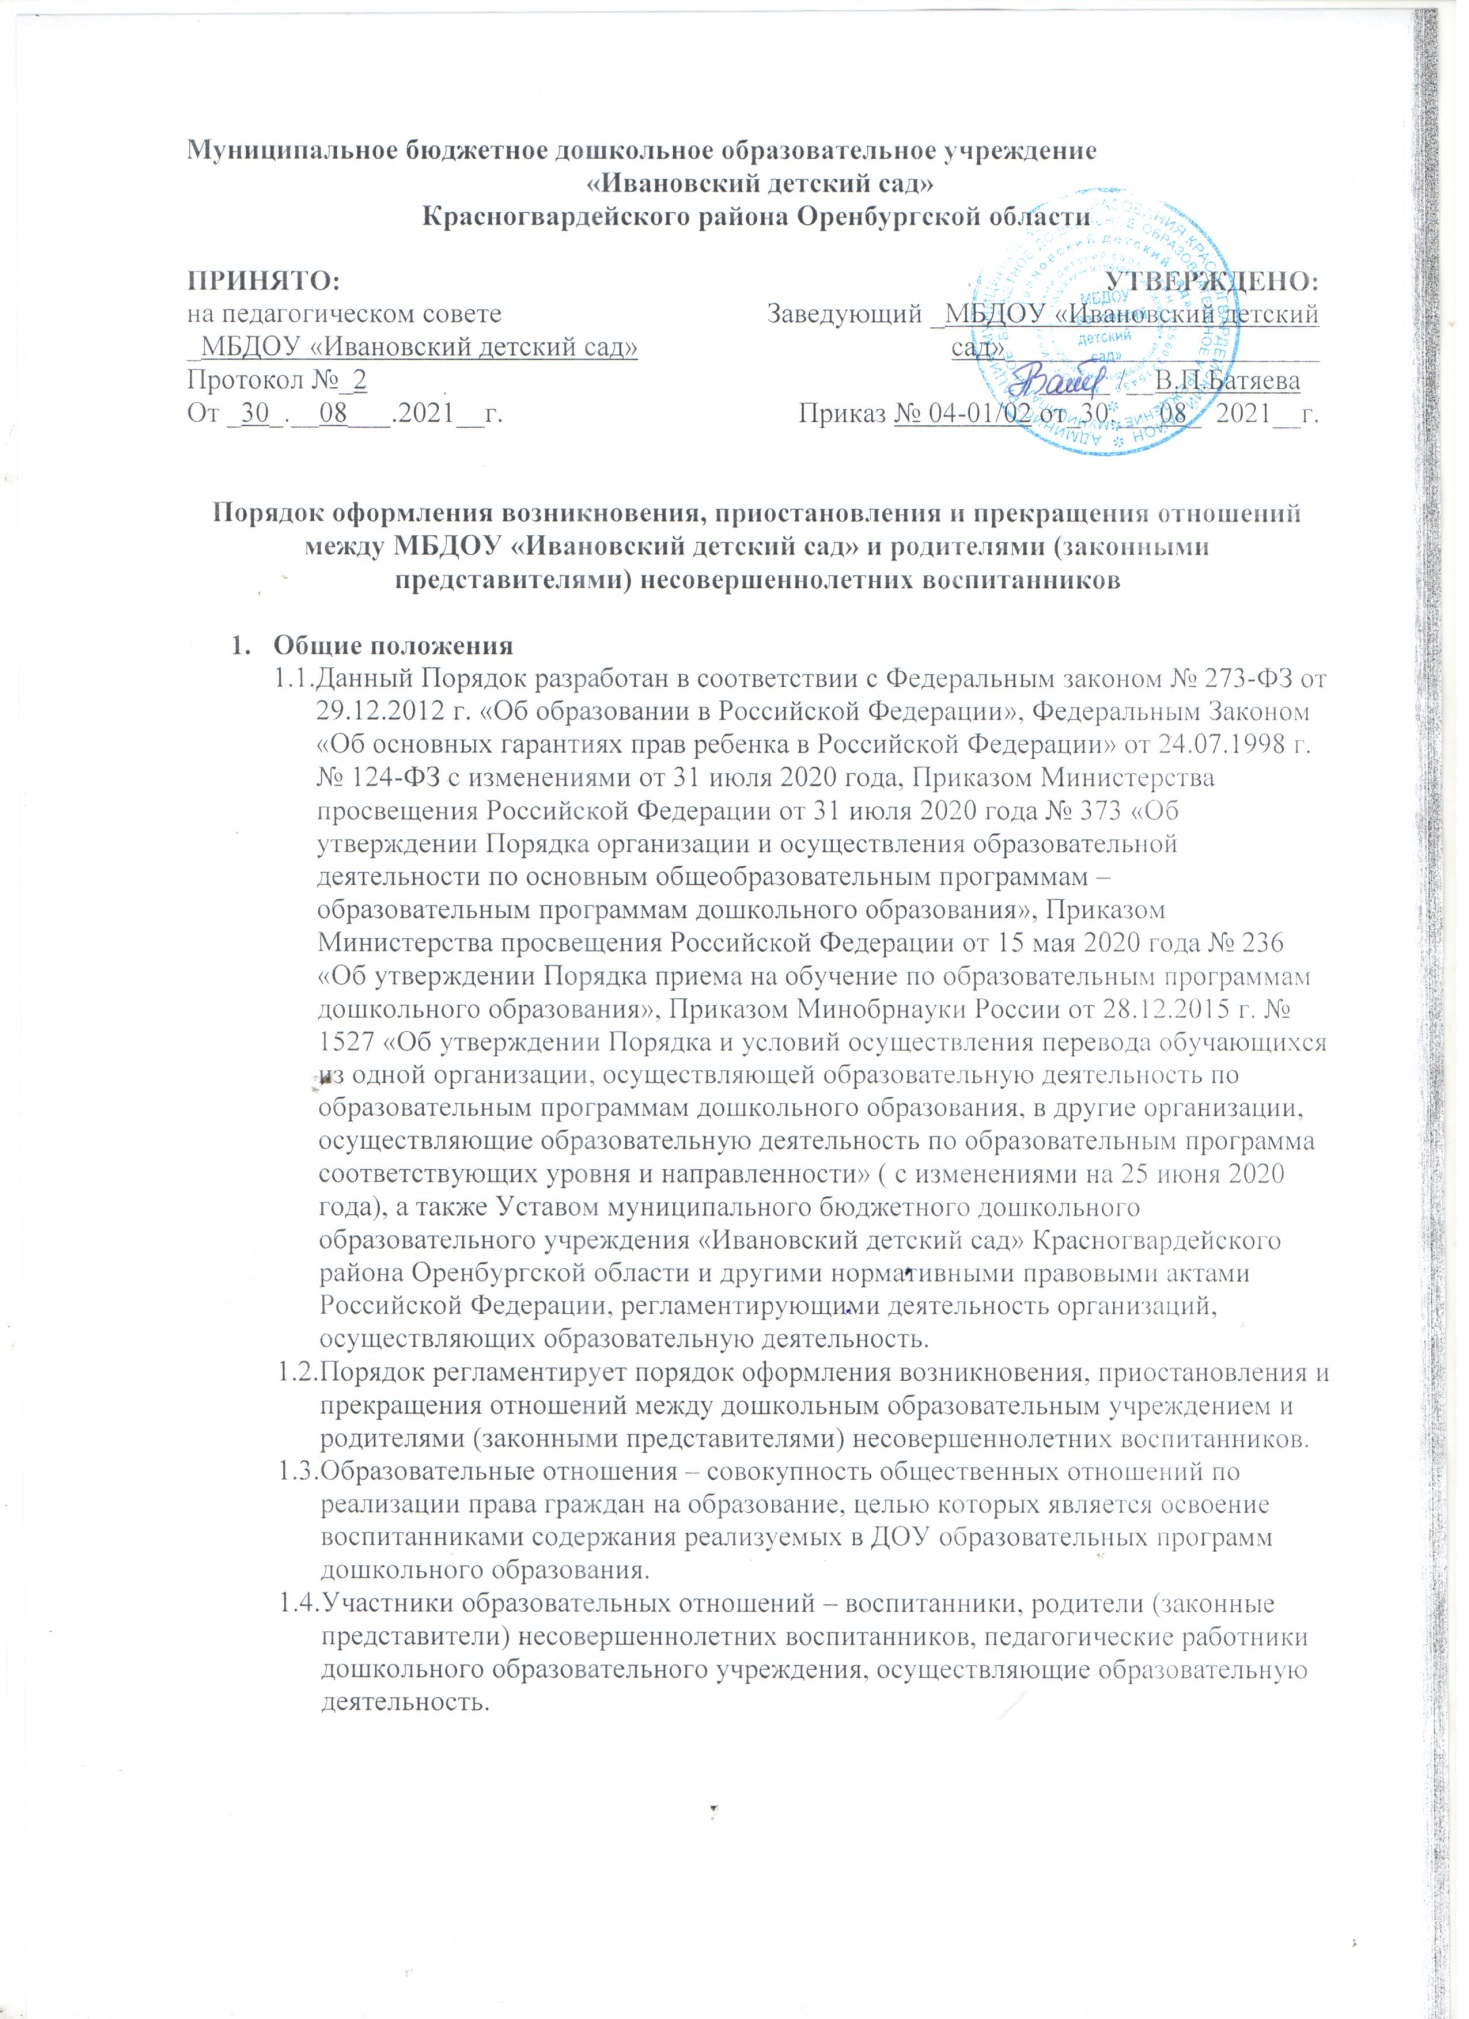 Муниципальное бюджетное дошкольное образовательное учреждение
«Ивановский детский сад»
Красногвардейского района Оренбургской области
ПРИНЯТО: УТВЕРЖДЕНО:
на педагогическом совете Заведующий _МБДОУ «Ивановский детский
_МБДОУ «Ивановский детский сад» сад»
Протокол №_2 / __В.П.Батяева
От _30_.__08___.2021__г. Приказ № 04-01/02 от_30.___08_ 2021__г.
МБДОУ
детский
сад»
Порядок оформления возникновения, приостановления и прекращения отношений
между МБДОУ «Ивановский детский сад» и родителями (законными
представителями) несовершеннолетних воспитанников
1. Общие положения
1.1.Данный Порядок разработан в соответствии с Федеральным законом № 273-ФЗ от
29.12.2012 г. «Об образовании в Российской Федерации», Федеральным Законом
«Об основных гарантиях прав ребенка в Российской Федерации» от 24.07.1998 г.
№ 124-ФЗ с изменениями от 31 июля 2020 года, Приказом Министерства
просвещения Российской Федерации от 31 июля 2020 года № 373 «Об
утверждении Порядка организации и осуществления образовательной
деятельности по основным общеобразовательным программам –
образовательным программам дошкольного образования», Приказом
Министерства просвещения Российской Федерации от 15 мая 2020 года № 236
«Об утверждении Порядка приема на обучение по образовательным программам
дошкольного образования», Приказом Минобрнауки России от 28.12.2015 г. №
1527 «Об утверждении Порядка и условий осуществления перевода обучающихся
из одной организации, осуществляющей образовательную деятельность по
образовательным программам дошкольного образования, в другие организации,
осуществляющие образовательную деятельность по образовательным программа
соответствующих уровня и направленности» ( с изменениями на 25 июня 2020
года), а также Уставом муниципального бюджетного дошкольного
образовательного учреждения «Ивановский детский сад» Красногвардейского
района Оренбургской области и другими нормативными правовыми актами
Российской Федерации, регламентирующими деятельность организаций,
осуществляющих образовательную деятельность.
1.2.Порядок регламентирует порядок оформления возникновения, приостановления и
прекращения отношений между дошкольным образовательным учреждением и
родителями (законными представителями) несовершеннолетних воспитанников.
1.3.Образовательные отношения – совокупность общественных отношений по
реализации права граждан на образование, целью которых является освоение
воспитанниками содержания реализуемых в ДОУ образовательных программ
дошкольного образования.
1.4.Участники образовательных отношений – воспитанники, родители (законные
представители) несовершеннолетних воспитанников, педагогические работники
дошкольного образовательного учреждения, осуществляющие образовательную
деятельность.